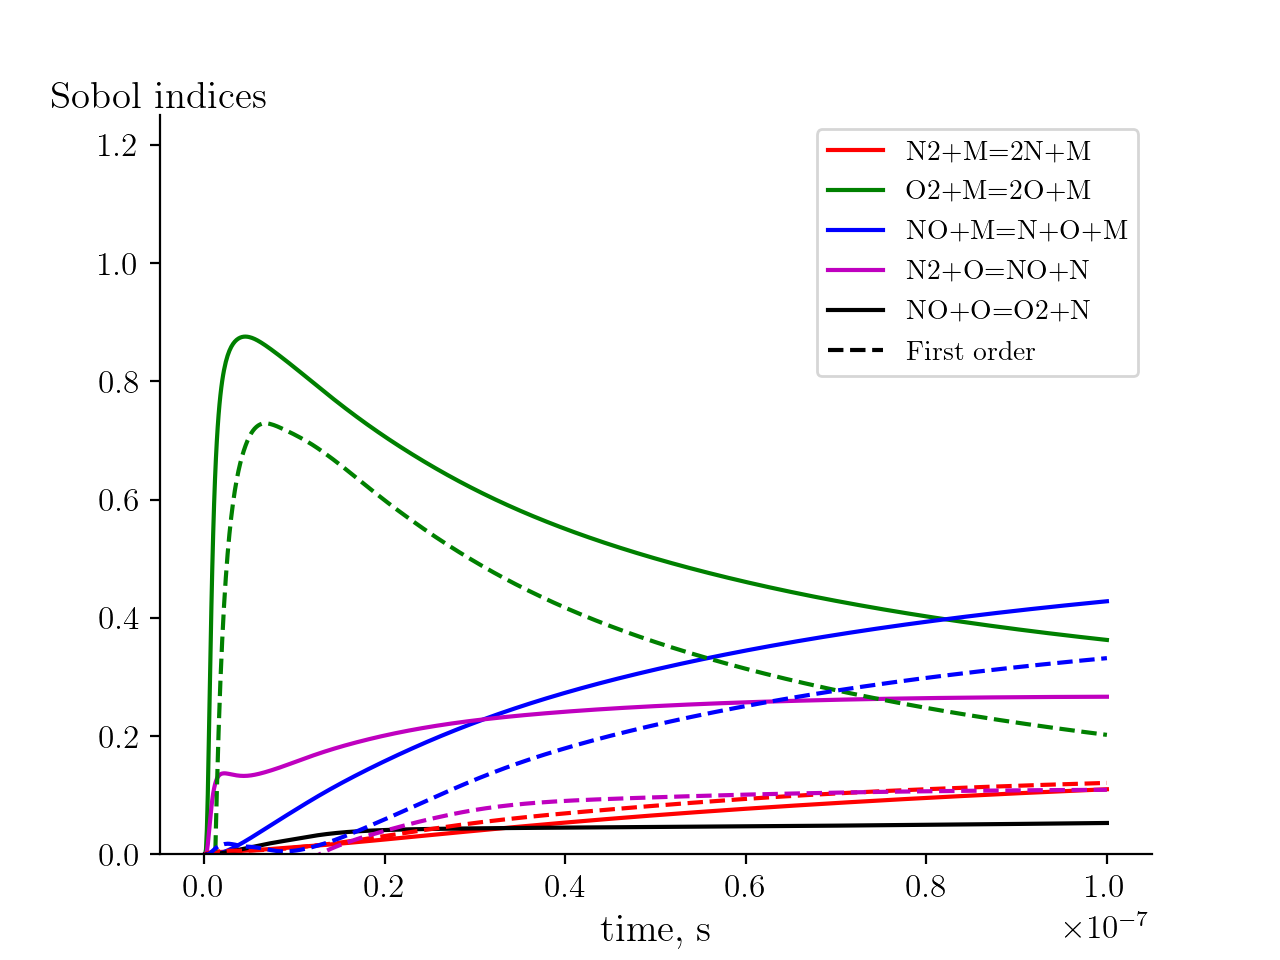 Sobol indices
1.2
1.0
0.8
0.6
0.4
0.2
0.0
N2+M=2N+M
O2+M=2O+M
NO+M=N+O+M
N2+O=NO+N
NO+O=O2+N
First order
0.0 0.2 0.4 0.6 0.8 1.0
time, s
×10⁻⁷